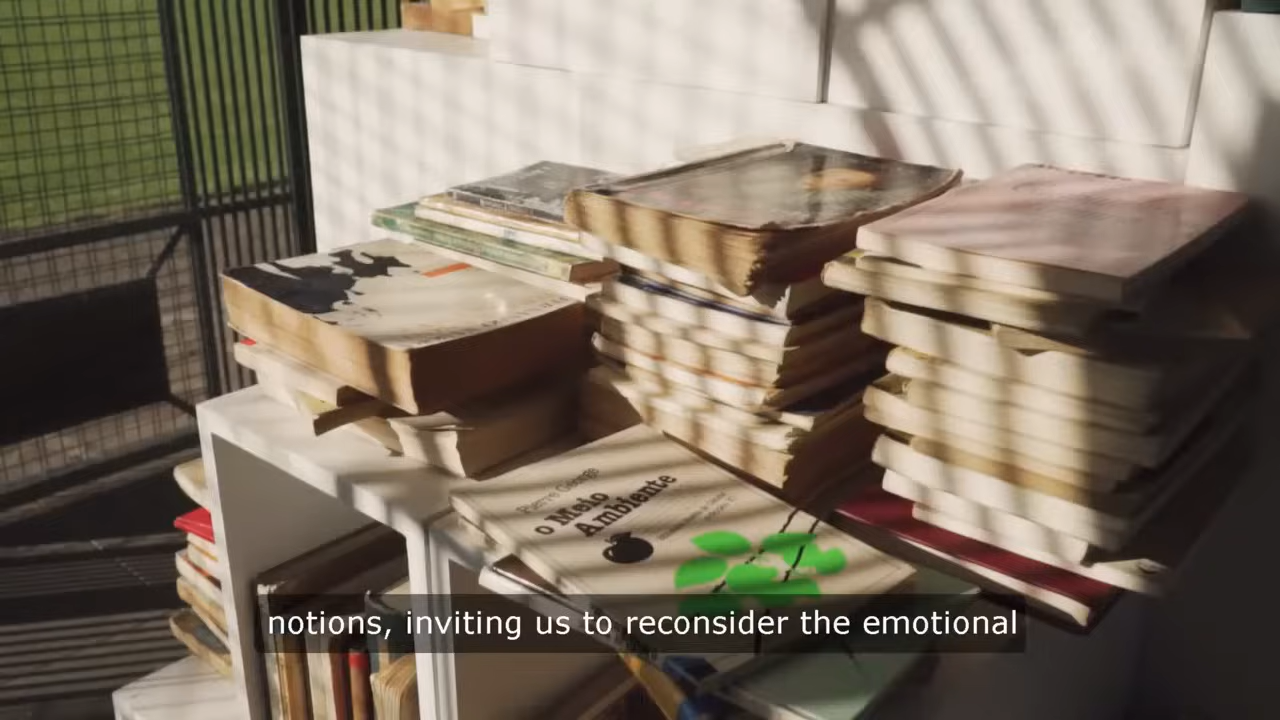 Pierre George
o Meio
Ambiente
notions, inviting us to reconsider the emotional